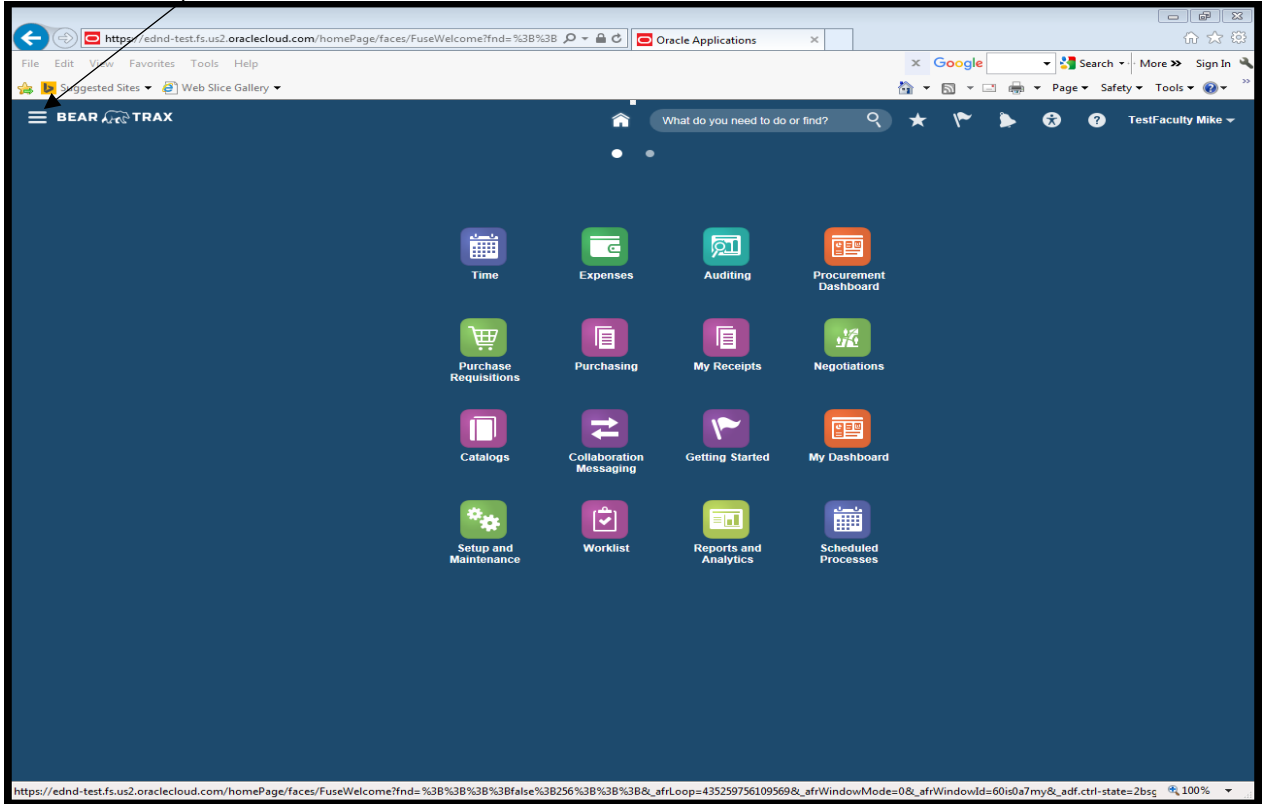 https://ednd-test.fs.us2.oraclecloud.com/homePage/faces/FuseWelcome?fnd=%3B%3B
Oracle Applications
File Edit View Favorites Tools Help
x Google Search More >> Sign In
Suggested Sites Web Slice Gallery
Page Safety Tools
BEAR TRAX
What do you need to do or find?
TestFaculty Mike
Time Expenses Auditing Procurement
Dashboard
Purchase Purchasing My Receipts Negotiations
Requisitions
Catalogs Collaboration Getting Started My Dashboard
Messaging
Setup and Worklist Reports and Scheduled
Maintenance Analytics Processes
https://ednd-test.fs.us2.oraclecloud.com/homePage/faces/FuseWelcome?fnd=%3B%3B%3B%3Bfalse%3B256%3B%3B%3B&_afrLoop=435259756109569&_afrWindowMode=0&_afrWindowId=60is0a7my&_adf.ctrl-state=2bsg 100%